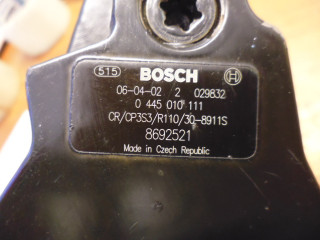 515 BOSCH
06-04-02 2 029832
0 445 010 111
CR/CP3S3/R110/30-8911S
8692521
Made in Czech Republic